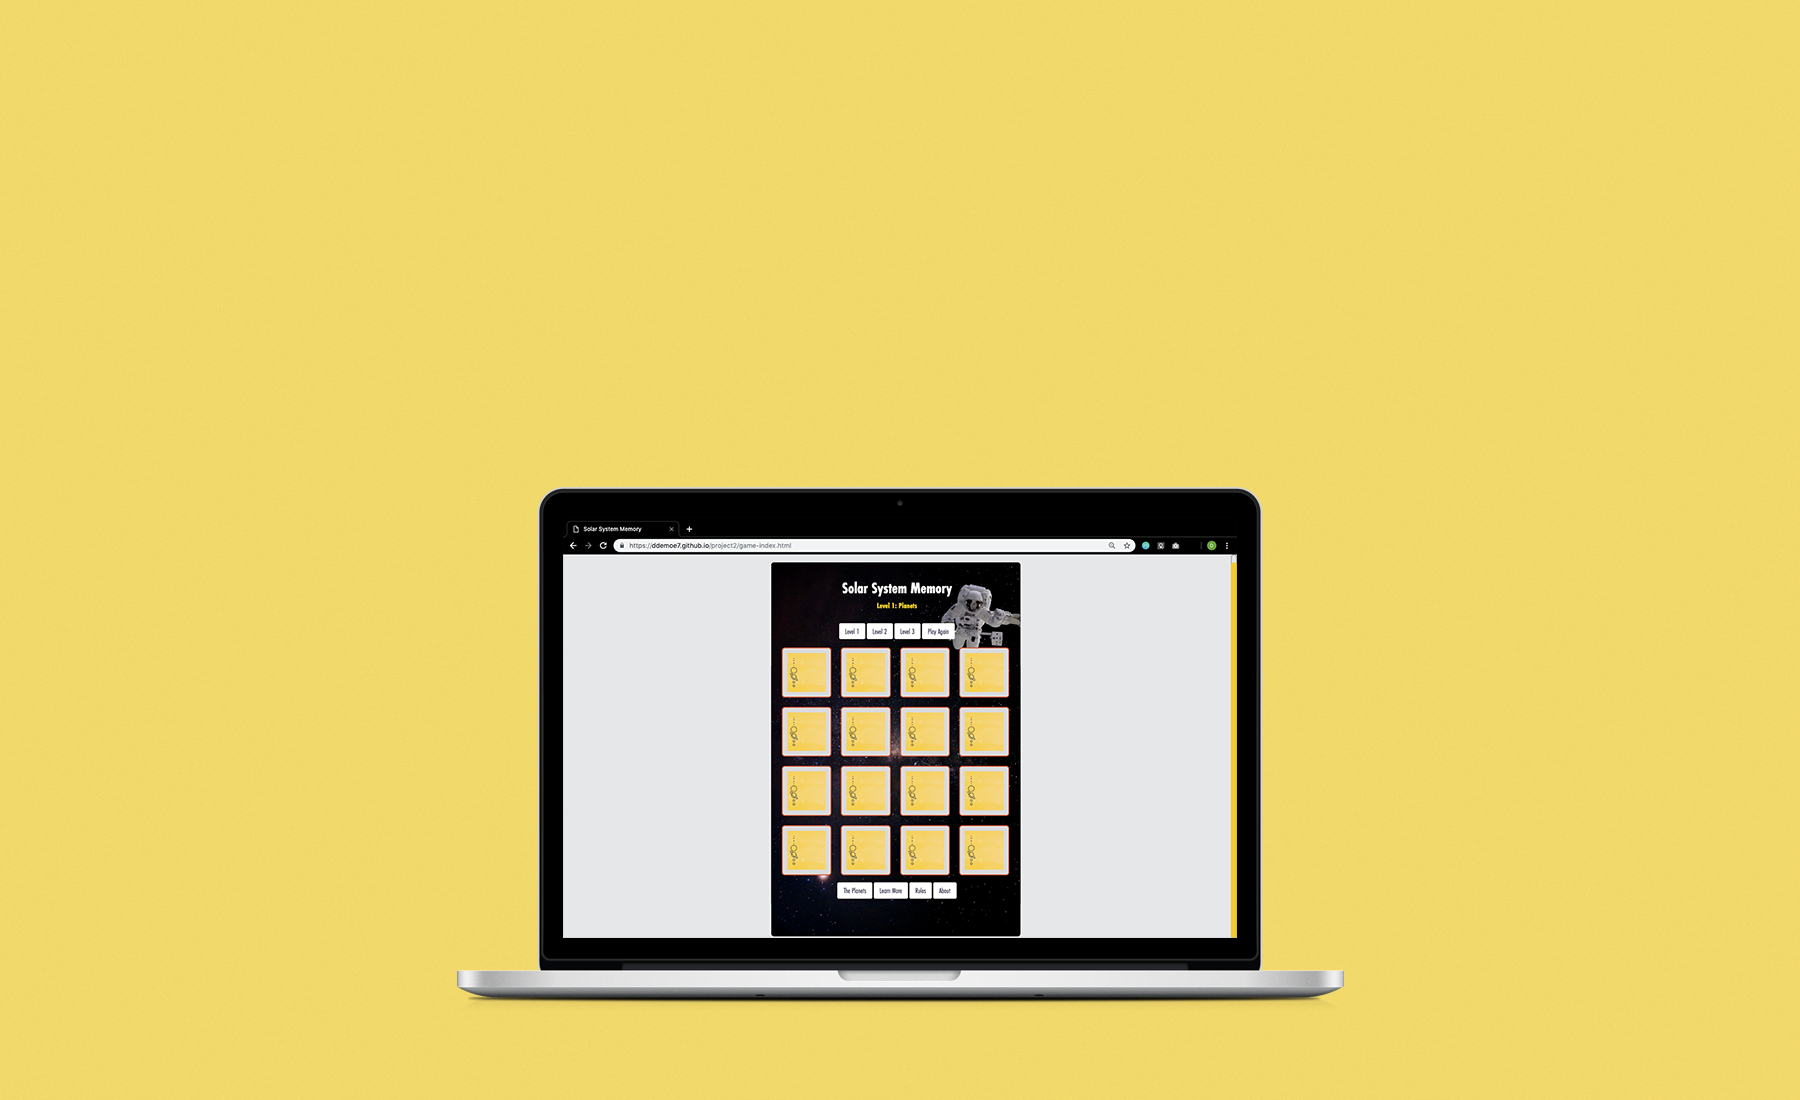 Solar System Memory
https://ddemoe7.github.io/project2/game-index.html
Solar System Memory
Level 1: Planets
Level 1 Level 2 Level 3 Play Again
The Planets Learn More Rules About